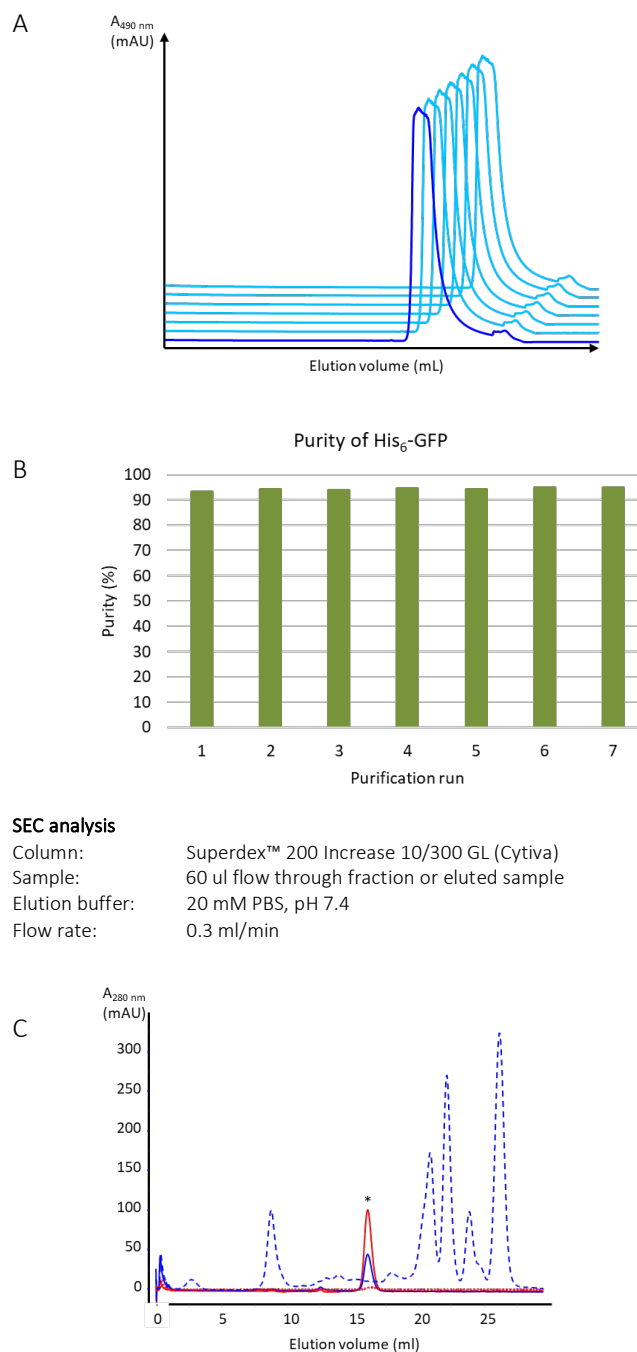 A
A490 nm
(mAU)
Elution volume (mL)
B
Purity of His6-GFP
Purity (%)
100
90
80
70
60
50
40
30
20
10
0
1 2 3 4 5 6 7
Purification run
SEC analysis
Column: Superdex™ 200 Increase 10/300 GL (Cytiva)
Sample: 60 ul flow through fraction or eluted sample
Elution buffer: 20 mM PBS, pH 7.4
Flow rate: 0.3 ml/min
C
A280 nm
(mAU)
300
250
200
150
100
50
0
*
0 5 10 15 20 25
Elution volume (ml)